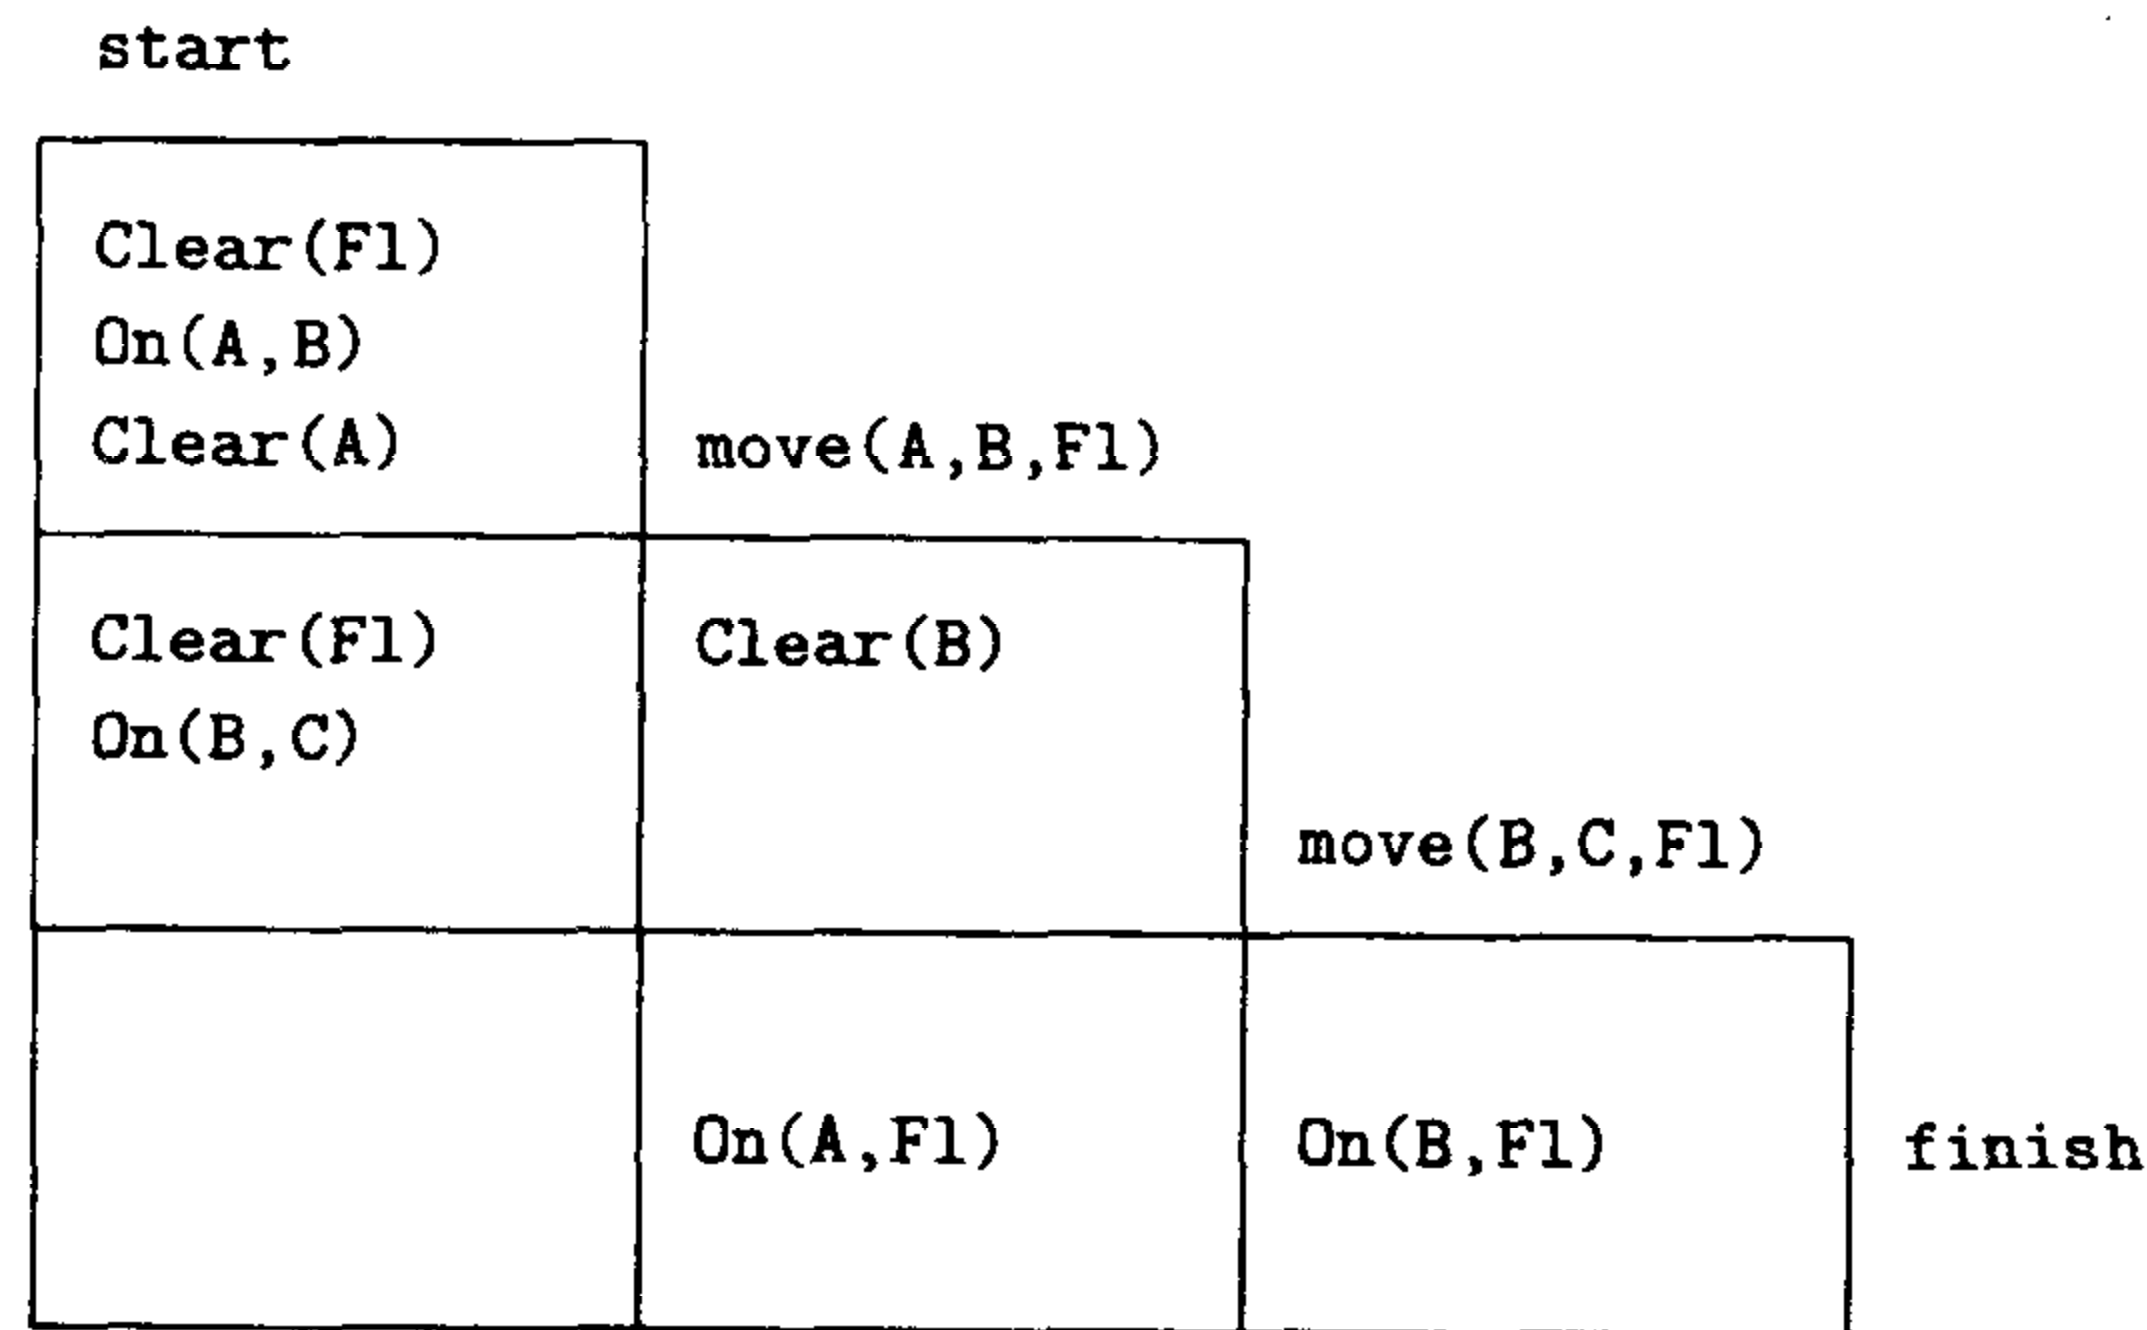 start
Clear(Fl)
On(A,B)
Clear(A)
move(A,B,Fl)
Clear(Fl)
On(B,C)
Clear(B)
move(B,C,Fl)
On(A,Fl)
On(B,Fl)
finish